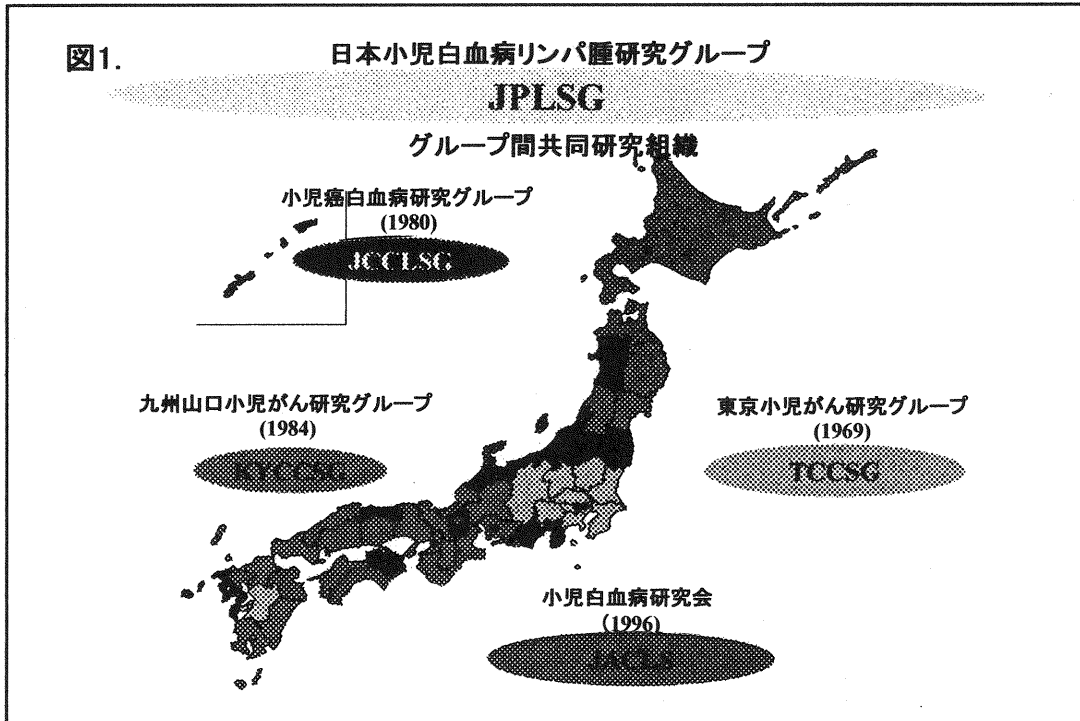 図1.
日本小児白血病リンパ腫研究グループ
JPLSG
グループ間共同研究組織
小児癌白血病研究グループ
(1980)
JCCLSG
九州山口小児がん研究グループ
(1984)
KYCCSG
東京小児がん研究グループ
(1969)
TCCSG
小児白血病研究会
(1996)
JACLS